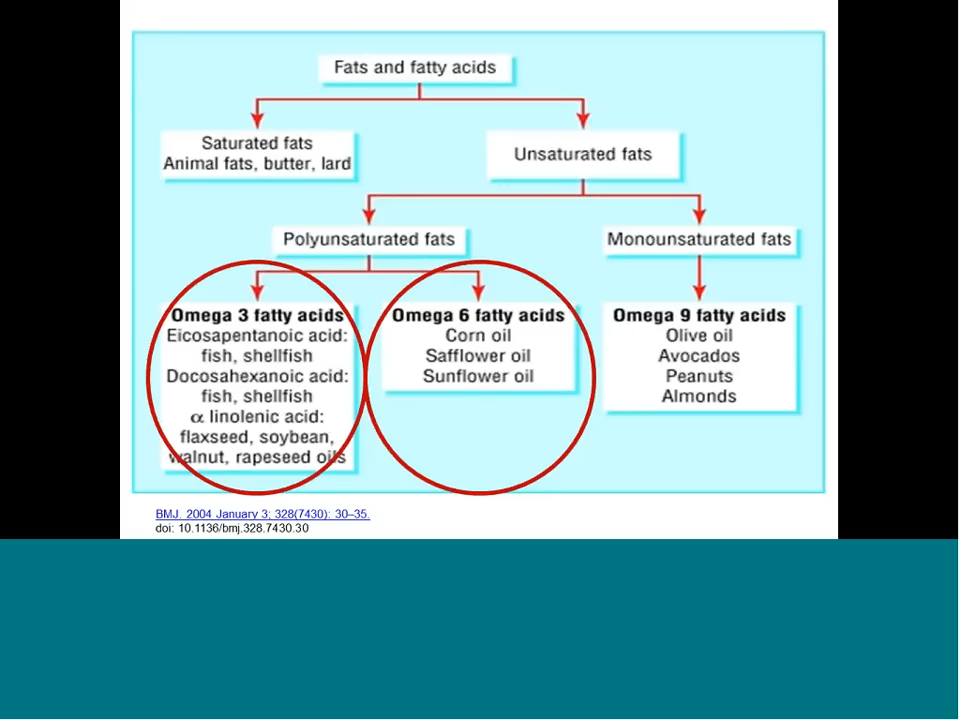 Fats and fatty acids
Saturated fats
Animal fats, butter, lard
Unsaturated fats
Polyunsaturated fats
Monounsaturated fats
Omega 3 fatty acids
Eicosapentanoic acid:
fish, shellfish
Docosahexanoic acid:
fish, shellfish
α linolenic acid:
flaxseed, soybean,
walnut, rapeseed oils
Omega 6 fatty acids
Corn oil
Safflower oil
Sunflower oil
Omega 9 fatty acids
Olive oil
Avocados
Peanuts
Almonds
BMJ. 2004 January 3; 328(7430): 30–35.
doi: 10.1136/bmj.328.7430.30